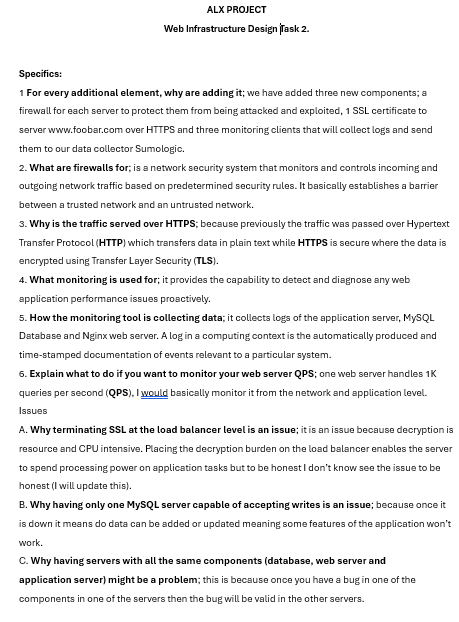 ALX PROJECT
Web Infrastructure Design Task 2.
Specifics:
1 For every additional element, why are adding it; we have added three new components; a
firewall for each server to protect them from being attacked and exploited, 1 SSL certificate to
server www.foobar.com over HTTPS and three monitoring clients that will collect logs and send
them to our data collector Sumologic.
2. What are firewalls for; is a network security system that monitors and controls incoming and
outgoing network traffic based on predetermined security rules. It basically establishes a barrier
between a trusted network and an untrusted network.
3. Why is the traffic served over HTTPS; because previously the traffic was passed over Hypertext
Transfer Protocol (HTTP) which transfers data in plain text while HTTPS is secure where the data is
encrypted using Transfer Layer Security (TLS).
4. What monitoring is used for; it provides the capability to detect and diagnose any web
application performance issues proactively.
5. How the monitoring tool is collecting data; it collects logs of the application server, MySQL
Database and Nginx web server. A log in a computing context is the automatically produced and
time-stamped documentation of events relevant to a particular system.
6. Explain what to do if you want to monitor your web server QPS; one web server handles 1K
queries per second (QPS), I would basically monitor it from the network and application level.
Issues
A. Why terminating SSL at the load balancer level is an issue; it is an issue because decryption is
resource and CPU intensive. Placing the decryption burden on the load balancer enables the server
to spend processing power on application tasks but to be honest I don't know see the issue to be
honest (I will update this).
B. Why having only one MySQL server capable of accepting writes is an issue; because once it
is down it means do data can be added or updated meaning some features of the application won't
work.
C. Why having servers with all the same components (database, web server and
application server) might be a problem; this is because once you have a bug in one of the
components in one of the servers then the bug will be valid in the other servers.